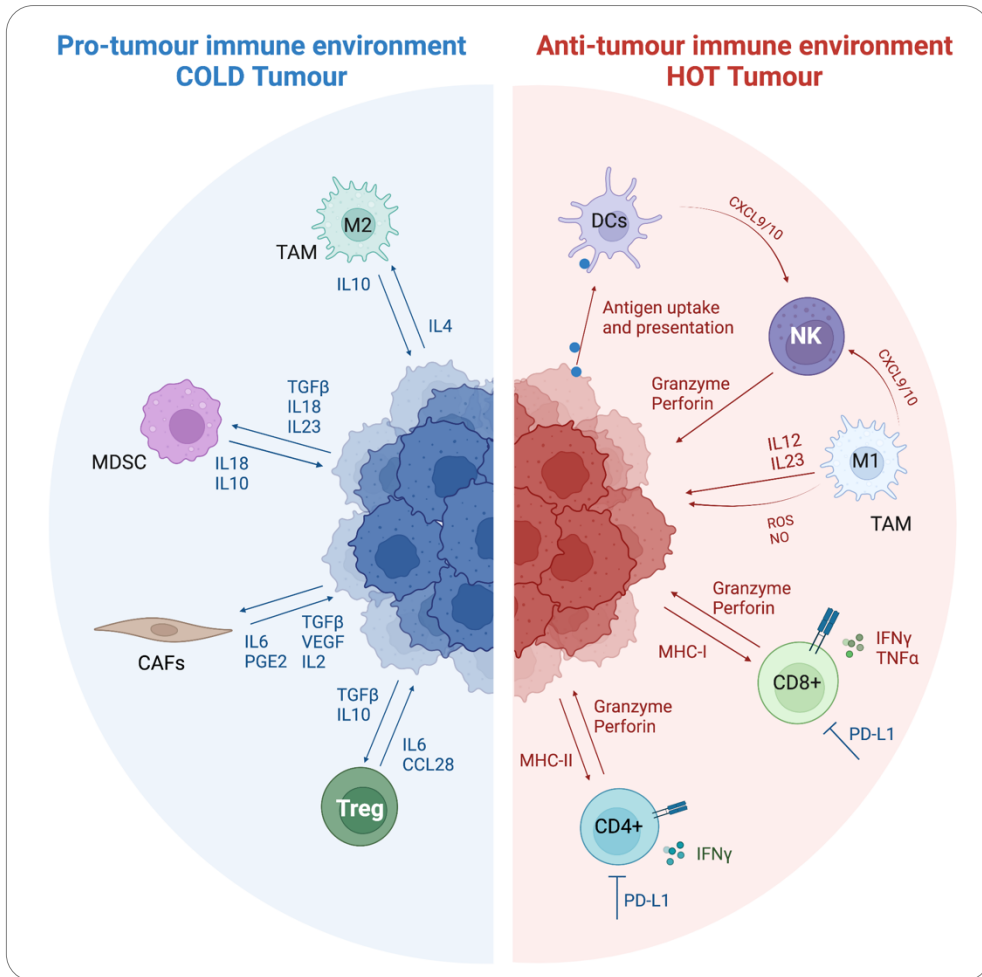 Pro-tumour immune environment
COLD Tumour
Anti-tumour immune environment
HOT Tumour
M2
TAM
IL10
IL4
TGFβ
IL18
IL23
MDSC
IL18
IL10
CAFs
IL6
PGE2
TGFβ
VEGF
IL2
TGFβ
IL10
IL6
CCL28
Treg
DCs
CXCL9/10
Antigen uptake
and presentation
NK
CXCL9/10
Granzyme
Perforin
IL12
IL23
M1
TAM
ROS
NO
Granzyme
Perforin
MHC-I
CD8+
IFNγ
TNFα
PD-L1
Granzyme
Perforin
MHC-II
CD4+
IFNγ
PD-L1